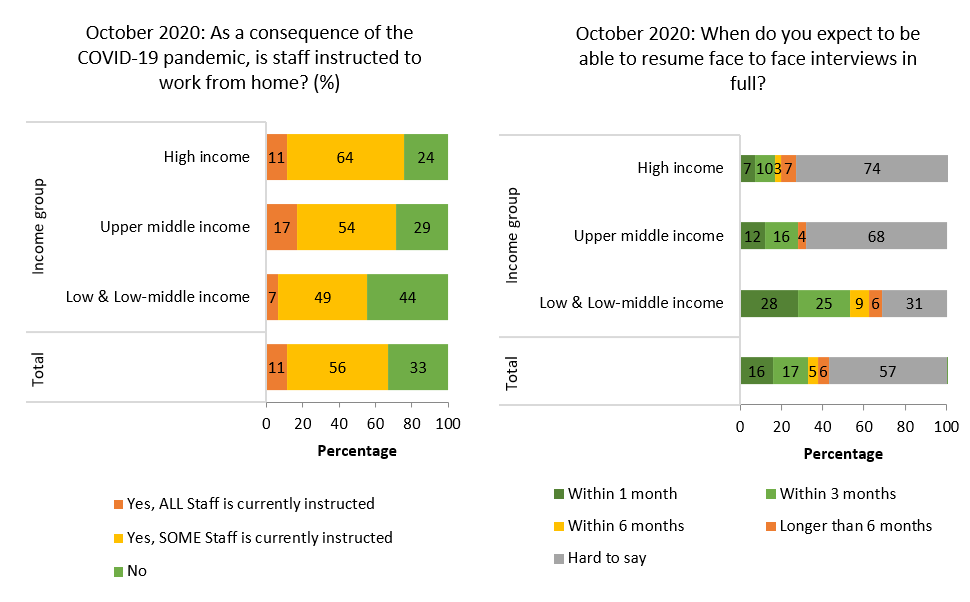 October 2020: As a consequence of the
COVID-19 pandemic, is staff instructed to
work from home? (%)
Income group
High income
11 64 24
Upper middle income
17 54 29
Low & Low-middle income
7 49 44
Total
11 56 33
0 20 40 60 80 100
Percentage
Yes, ALL Staff is currently instructed
Yes, SOME Staff is currently instructed
No
October 2020: When do you expect to be
able to resume face to face interviews in
full?
Income group
High income
7 10 3 7 74
Upper middle income
12 16 4 68
Low & Low-middle income
28 25 9 6 31
Total
16 17 5 6 57
0 20 40 60 80 100
Percentage
Within 1 month
Within 3 months
Within 6 months
Longer than 6 months
Hard to say